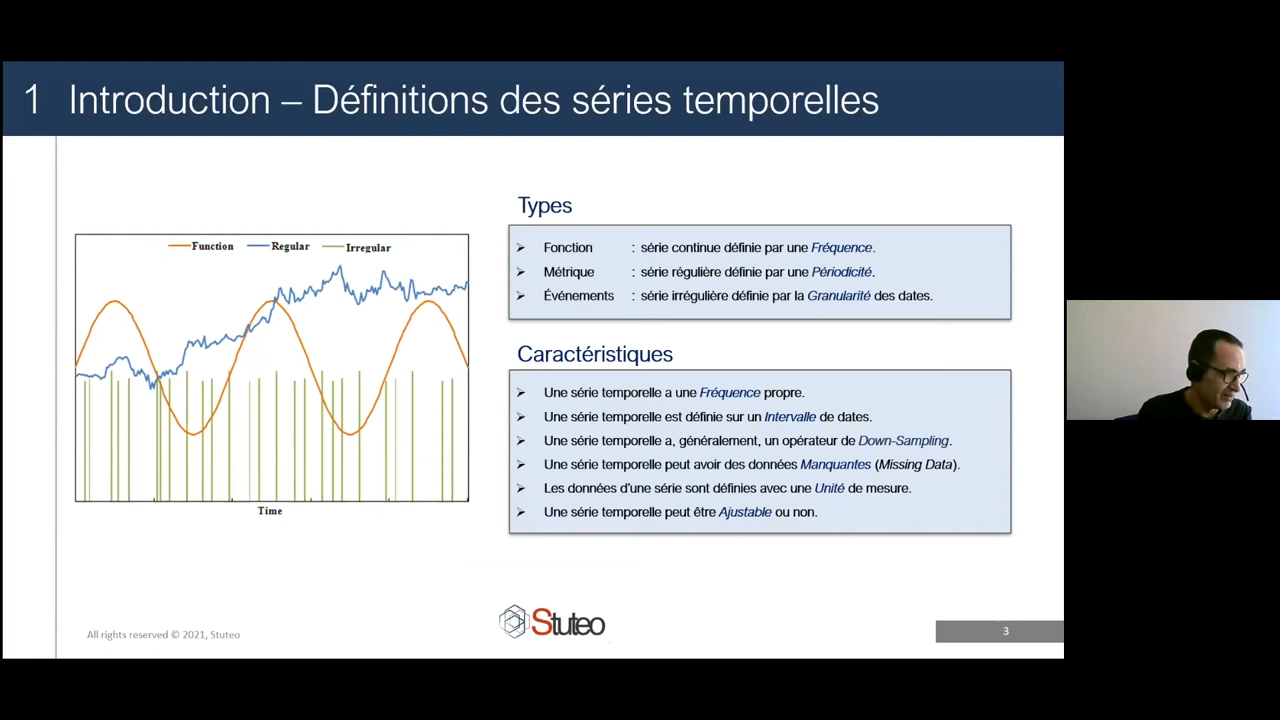 1 Introduction – Définitions des séries temporelles
Function Regular Irregular
Time
Types
➢ Fonction : série continue définie par une Fréquence.
➢ Métrique : série régulière définie par une Périodicité.
➢ Événements : série irrégulière définie par la Granularité des dates.
Caractéristiques
➢ Une série temporelle a une Fréquence propre.
➢ Une série temporelle est définie sur un Intervalle de dates.
➢ Une série temporelle a, généralement, un opérateur de Down-Sampling.
➢ Une série temporelle peut avoir des données Manquantes (Missing Data).
➢ Les données d'une série sont définies avec une Unité de mesure.
➢ Une série temporelle peut être Ajustable ou non.
All rights reserved © 2021, Stuteo
Stuteo
3